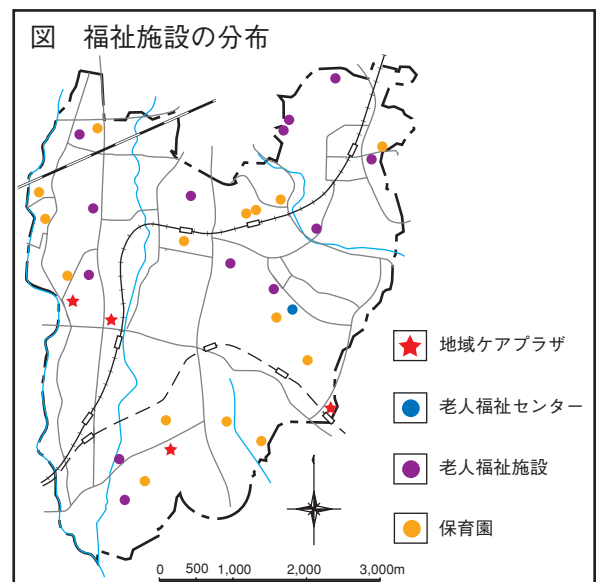 図 福祉施設の分布
地域ケアプラザ
老人福祉センター
老人福祉施設
保育園
0 500 1,000 2,000 3,000m